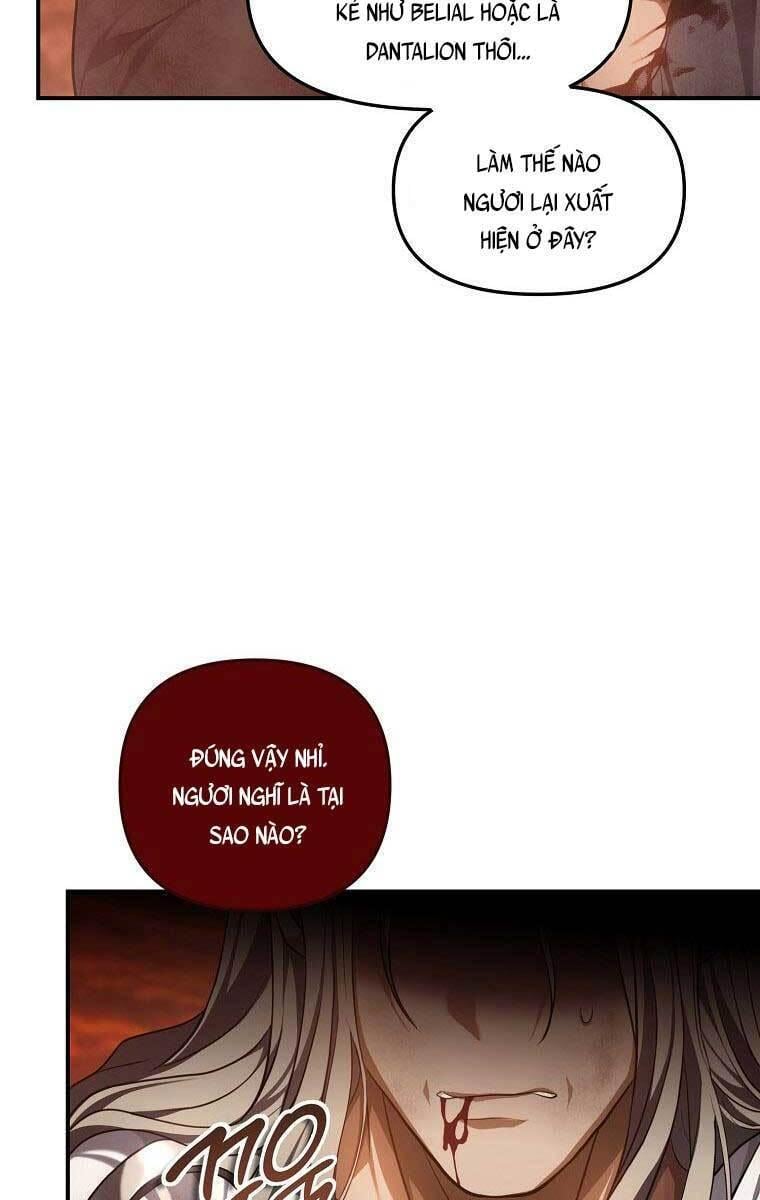 KẺ NHƯ BELIAL HOẶC LÀ
DANTALION THÔI...
LÀM THẾ NÀO
NGƯƠI LẠI XUẤT
HIỆN Ở ĐÂY?
ĐÚNG VẬY NHỈ.
NGƯƠI NGHĨ LÀ TẠI
SAO NÀO?